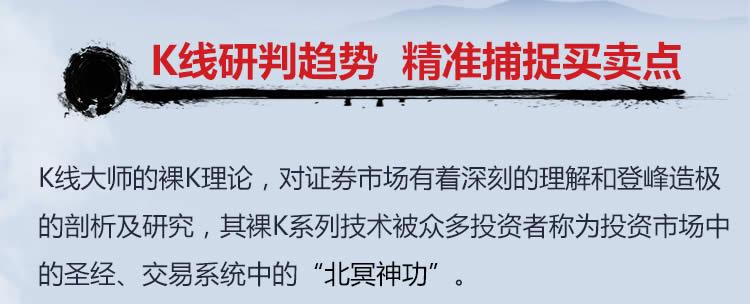 K线研判趋势 精准捕捉买卖点
K线大师的裸K理论，对证券市场有着深刻的理解和登峰造极
的剖析及研究，其裸K系列技术被众多投资者称为投资市场中
的圣经、交易系统中的“北冥神功”。